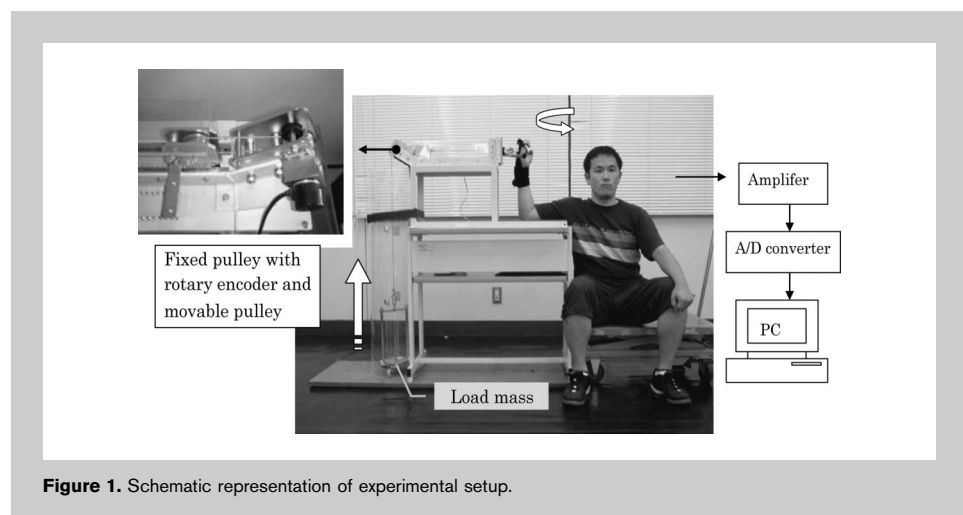 Fixed pulley with
rotary encoder and
movable pulley
Load mass
Amplifer
A/D converter
PC
Figure 1. Schematic representation of experimental setup.